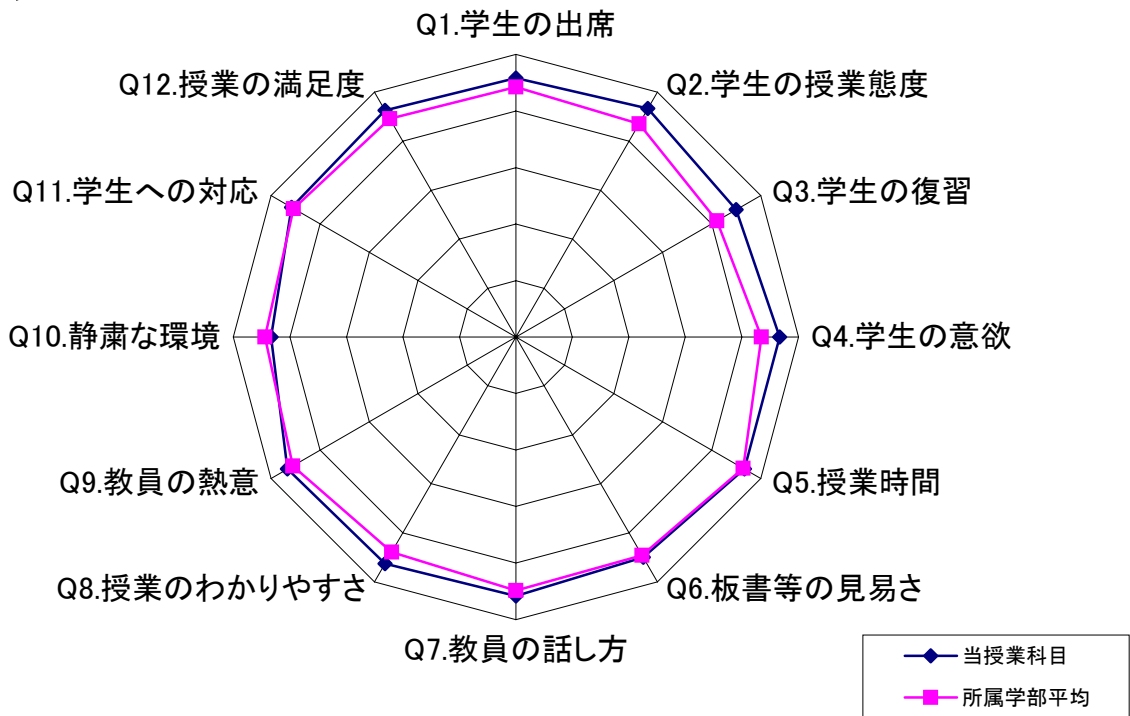 Q1.学生の出席
Q2.学生の授業態度
Q3.学生の復習
Q4.学生の意欲
Q5.授業時間
Q6.板書等の見易さ
Q7.教員の話し方
Q8.授業のわかりやすさ
Q9.教員の熱意
Q10.静粛な環境
Q11.学生への対応
Q12.授業の満足度
当授業科目
所属学部平均